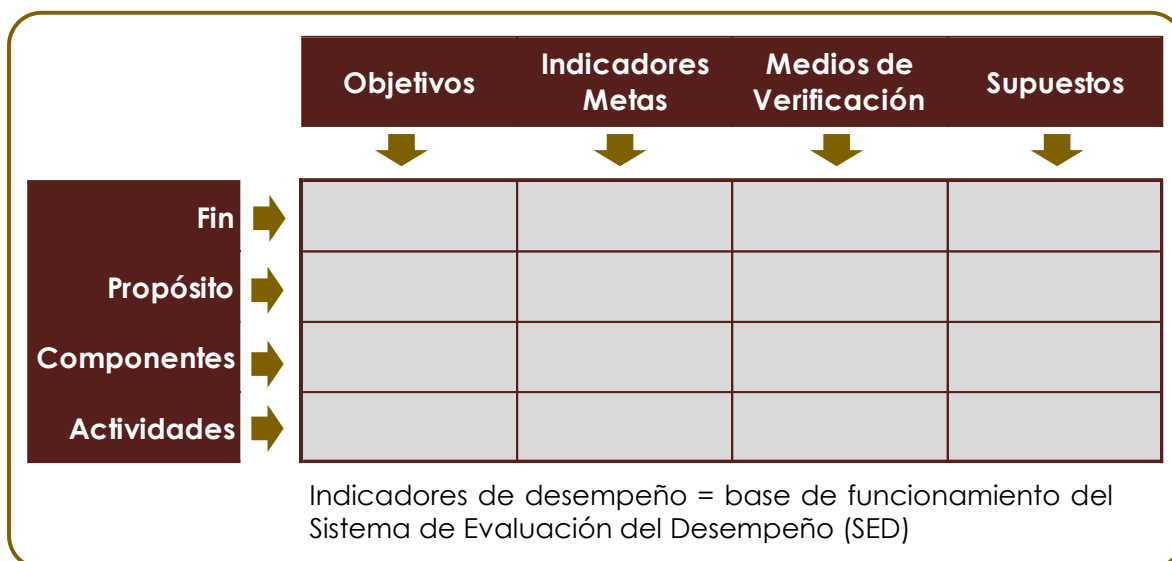 Objetivos
Indicadores
Metas
Medios de
Verificación
Supuestos
Fin
Propósito
Componentes
Actividades
Indicadores de desempeño = base de funcionamiento del
Sistema de Evaluación del Desempeño (SED)